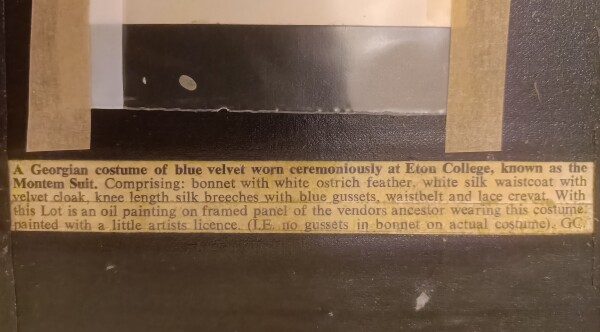 A Georgian costume of blue velvet worn ceremoniously at Eton College, known as the
Montem Suit. Comprising: bonnet with white ostrich feather, white silk waistcoat with
velvet cloak, knee length silk breeches with blue gussets, waistbelt and lace crevat. With
this Lot is an oil painting on framed panel of the vendors ancestor wearing this costume.
painted with a little artists licence. (I.E. no gussets in bonnet on actual costume). GC